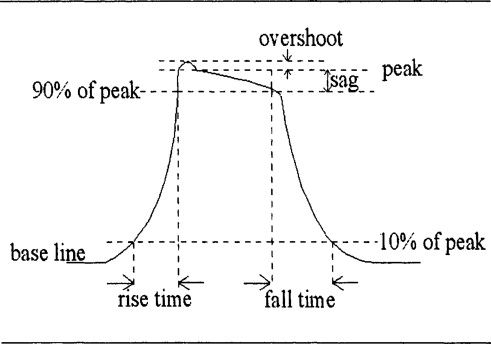 overshoot
peak
sag
90% of peak
base line
10% of peak
rise time
fall time